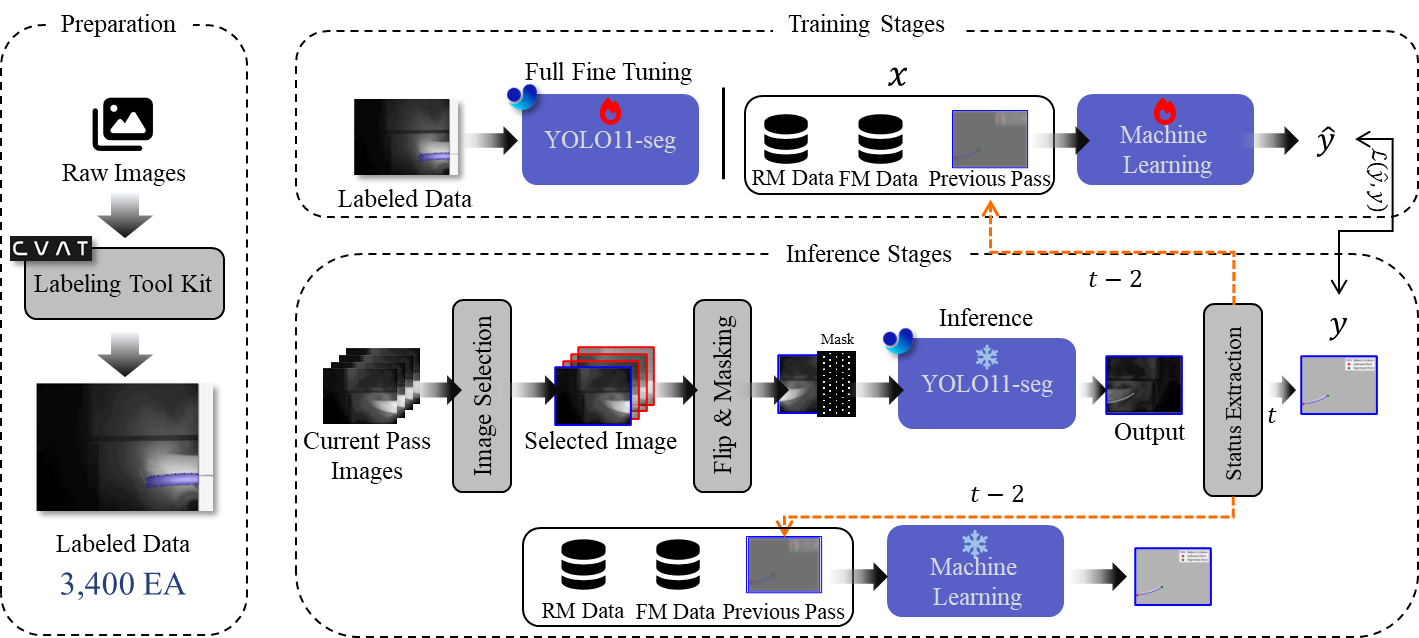 Preparation
Raw Images
CVAT
Labeling Tool Kit
Labeled Data
3,400 EA
Training Stages
Full Fine Tuning
YOLO11-seg
Labeled Data
x
RM Data
FM Data
Previous Pass
Machine
Learning
ŷ
ℒ(ŷ, y)
y
Inference Stages
t − 2
Current Pass
Images
Image Selection
Selected Image
Flip & Masking
Mask
Inference
YOLO11-seg
Output
Status Extraction
t
t − 2
RM Data
FM Data
Previous Pass
Machine
Learning